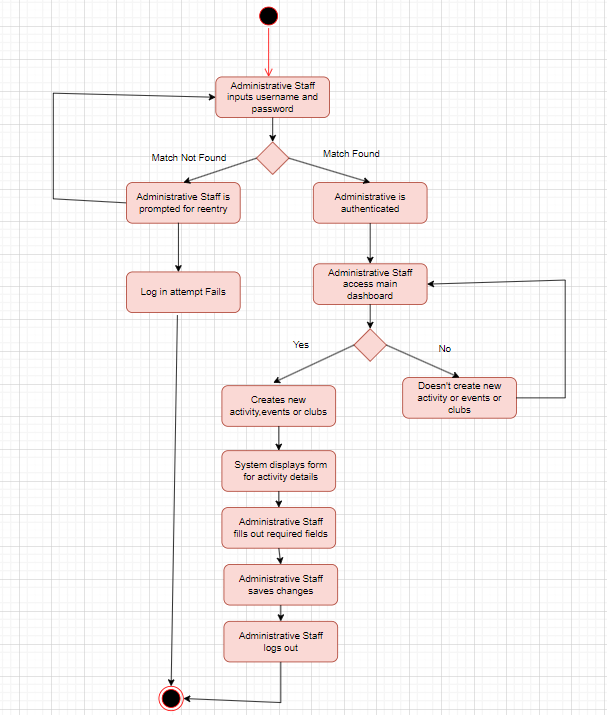 Administrative Staff
inputs username and
password
Match Not Found
Match Found
Administrative Staff is
prompted for reentry
Administrative is
authenticated
Log in attempt Fails
Administrative Staff
access main
dashboard
Yes
No
Creates new
activity,events or clubs
Doesn't create new
activity or events or
clubs
System displays form
for activity details
Administrative Staff
fills out required fields
Administrative Staff
saves changes
Administrative Staff
logs out